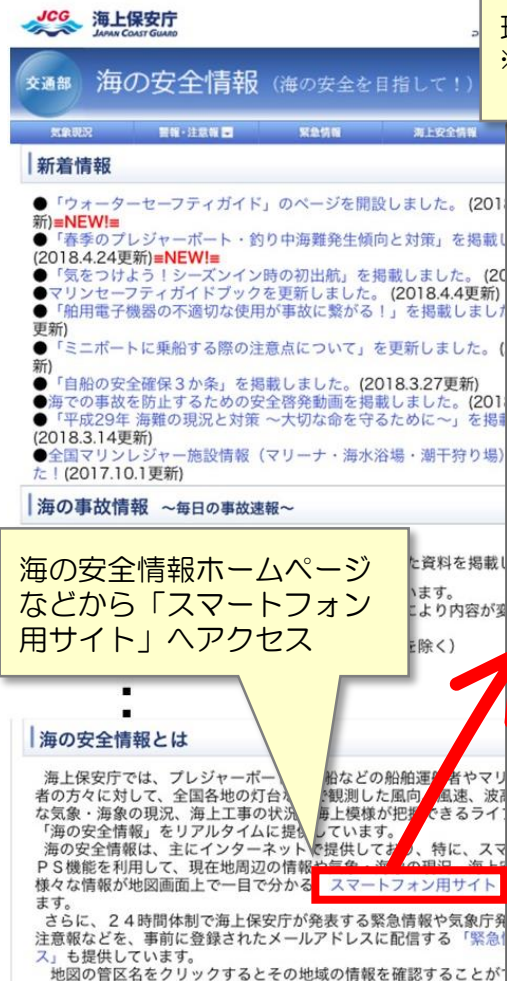 JCG 海上保安庁
JAPAN COAST GUARD
交通部 海の安全情報 (海の安全を目指して!)
※
気象現況 警報・注意報 緊急情報 海上安全情報
新着情報
●「ウォーターセーフティガイド」のページを開設しました。 (201
新)≡NEW!≡
●「春季のプレジャーボート・釣り中海難発生傾向と対策」を掲載し
(2018.4.24更新)≡NEW!≡
●「気をつけよう!シーズンイン時の初出航」を掲載しました。 (20
●マリンセーフティガイドブックを更新しました。 (2018.4.4更新)
●「舶用電子機器の不適切な使用が事故に繋がる!」を掲載しました
更新)
●「ミニボートに乗船する際の注意点について」を更新しました。(
新)
●「自船の安全確保3か条」を掲載しました。(2018.3.27更新)
●海での事故を防止するための安全啓発動画を掲載しました。(201
●「平成29年 海難の現況と対策 ~大切な命を守るために~」を掲
(2018.3.14更新)
●全国マリンレジャー施設情報(マリーナ・海水浴場・潮干狩り場)
た!(2017.10.1更新)
海の事故情報 ~毎日の事故速報~
た資料を掲載し
います。
により内容が変
を除く)
海の安全情報ホームページ
などから「スマートフォン
用サイト」へアクセス
海の安全情報とは
海上保安庁では、プレジャーボー 船などの船舶運 者やマリ
者の方々に対して、全国各地の灯台 で観測した風向 風速、波高
な気象・海象の現況、海上工事の状況 海上模様が把握できるライブ
「海の安全情報」をリアルタイムに提供しています。
海の安全情報は、主にインターネットで提供しており、特に、スマ
PS機能を利用して、現在地周辺の情報や気象・海象の現況、海上
様々な情報が地図画面上で一目で分かる スマートフォン用サイト
ます。
さらに、24時間体制で海上保安庁が発表する緊急情報や気象庁発
注意報などを、事前に登録されたメールアドレスに配信する「緊急情
ス」も提供しています。
地図の管区名をクリックするとその地域の情報を確認することが